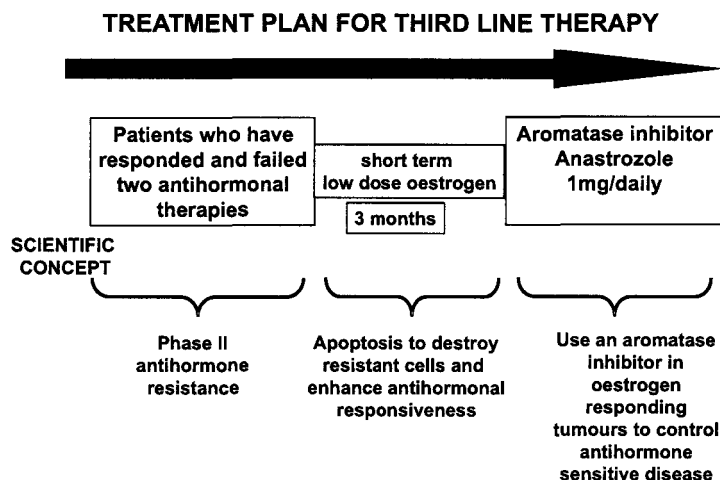 TREATMENT PLAN FOR THIRD LINE THERAPY
Patients who have
responded and failed
two antihormonal
therapies
short term
low dose oestrogen
3 months
Aromatase inhibitor
Anastrozole
1mg/daily
SCIENTIFIC
CONCEPT
Phase II
antihormone
resistance
Apoptosis to destroy
resistant cells and
enhance antihormonal
responsiveness
Use an aromatase
inhibitor in
oestrogen
responding
tumours to control
antihormone
sensitive disease